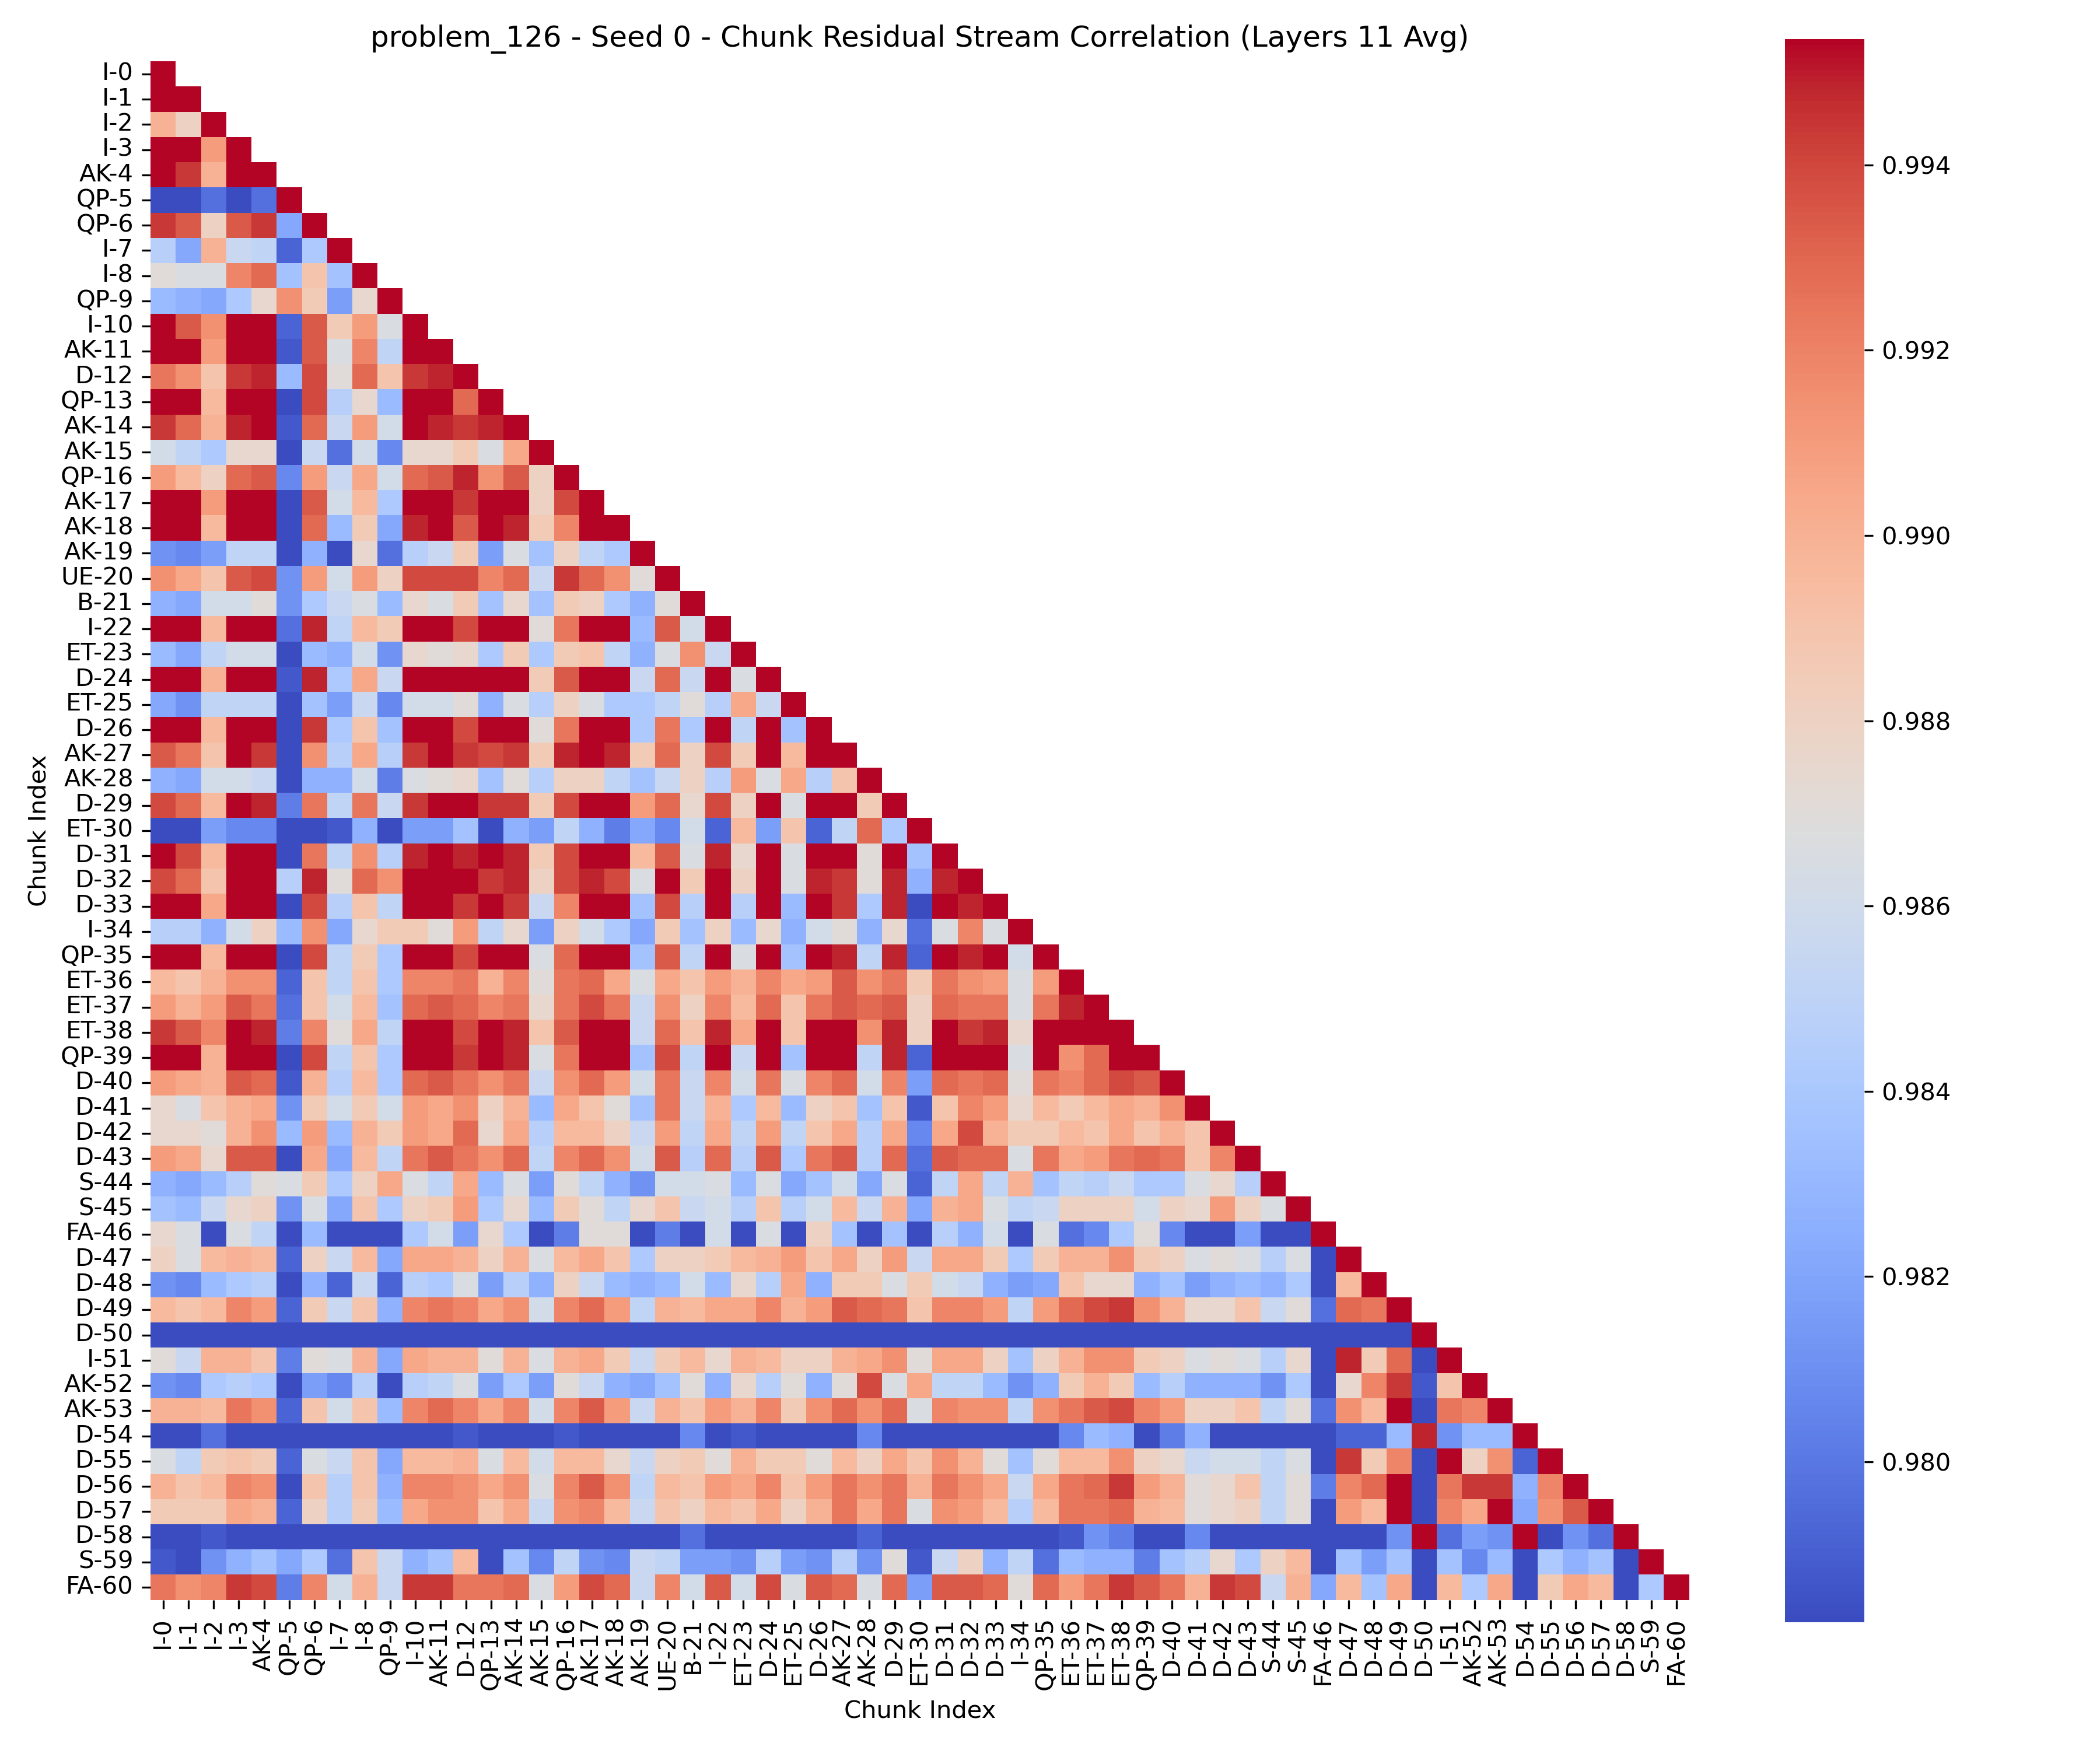 problem_126 - Seed 0 - Chunk Residual Stream Correlation (Layers 11 Avg)
I-0
I-1
I-2
I-3
AK-4
QP-5
QP-6
I-7
I-8
QP-9
I-10
AK-11
D-12
QP-13
AK-14
AK-15
QP-16
AK-17
AK-18
AK-19
UE-20
B-21
I-22
ET-23
D-24
ET-25
D-26
AK-27
AK-28
D-29
ET-30
D-31
D-32
D-33
I-34
QP-35
ET-36
ET-37
ET-38
QP-39
D-40
D-41
D-42
D-43
S-44
S-45
FA-46
D-47
D-48
D-49
D-50
I-51
AK-52
AK-53
D-54
D-55
D-56
D-57
D-58
S-59
FA-60
Chunk Index
I-0
I-1
I-2
I-3
AK-4
QP-5
QP-6
I-7
I-8
QP-9
I-10
AK-11
D-12
QP-13
AK-14
AK-15
QP-16
AK-17
AK-18
AK-19
UE-20
B-21
I-22
ET-23
D-24
ET-25
D-26
AK-27
AK-28
D-29
ET-30
D-31
D-32
D-33
I-34
QP-35
ET-36
ET-37
ET-38
QP-39
D-40
D-41
D-42
D-43
S-44
S-45
FA-46
D-47
D-48
D-49
D-50
I-51
AK-52
AK-53
D-54
D-55
D-56
D-57
D-58
S-59
FA-60
Chunk Index
0.994
0.992
0.990
0.988
0.986
0.984
0.982
0.980